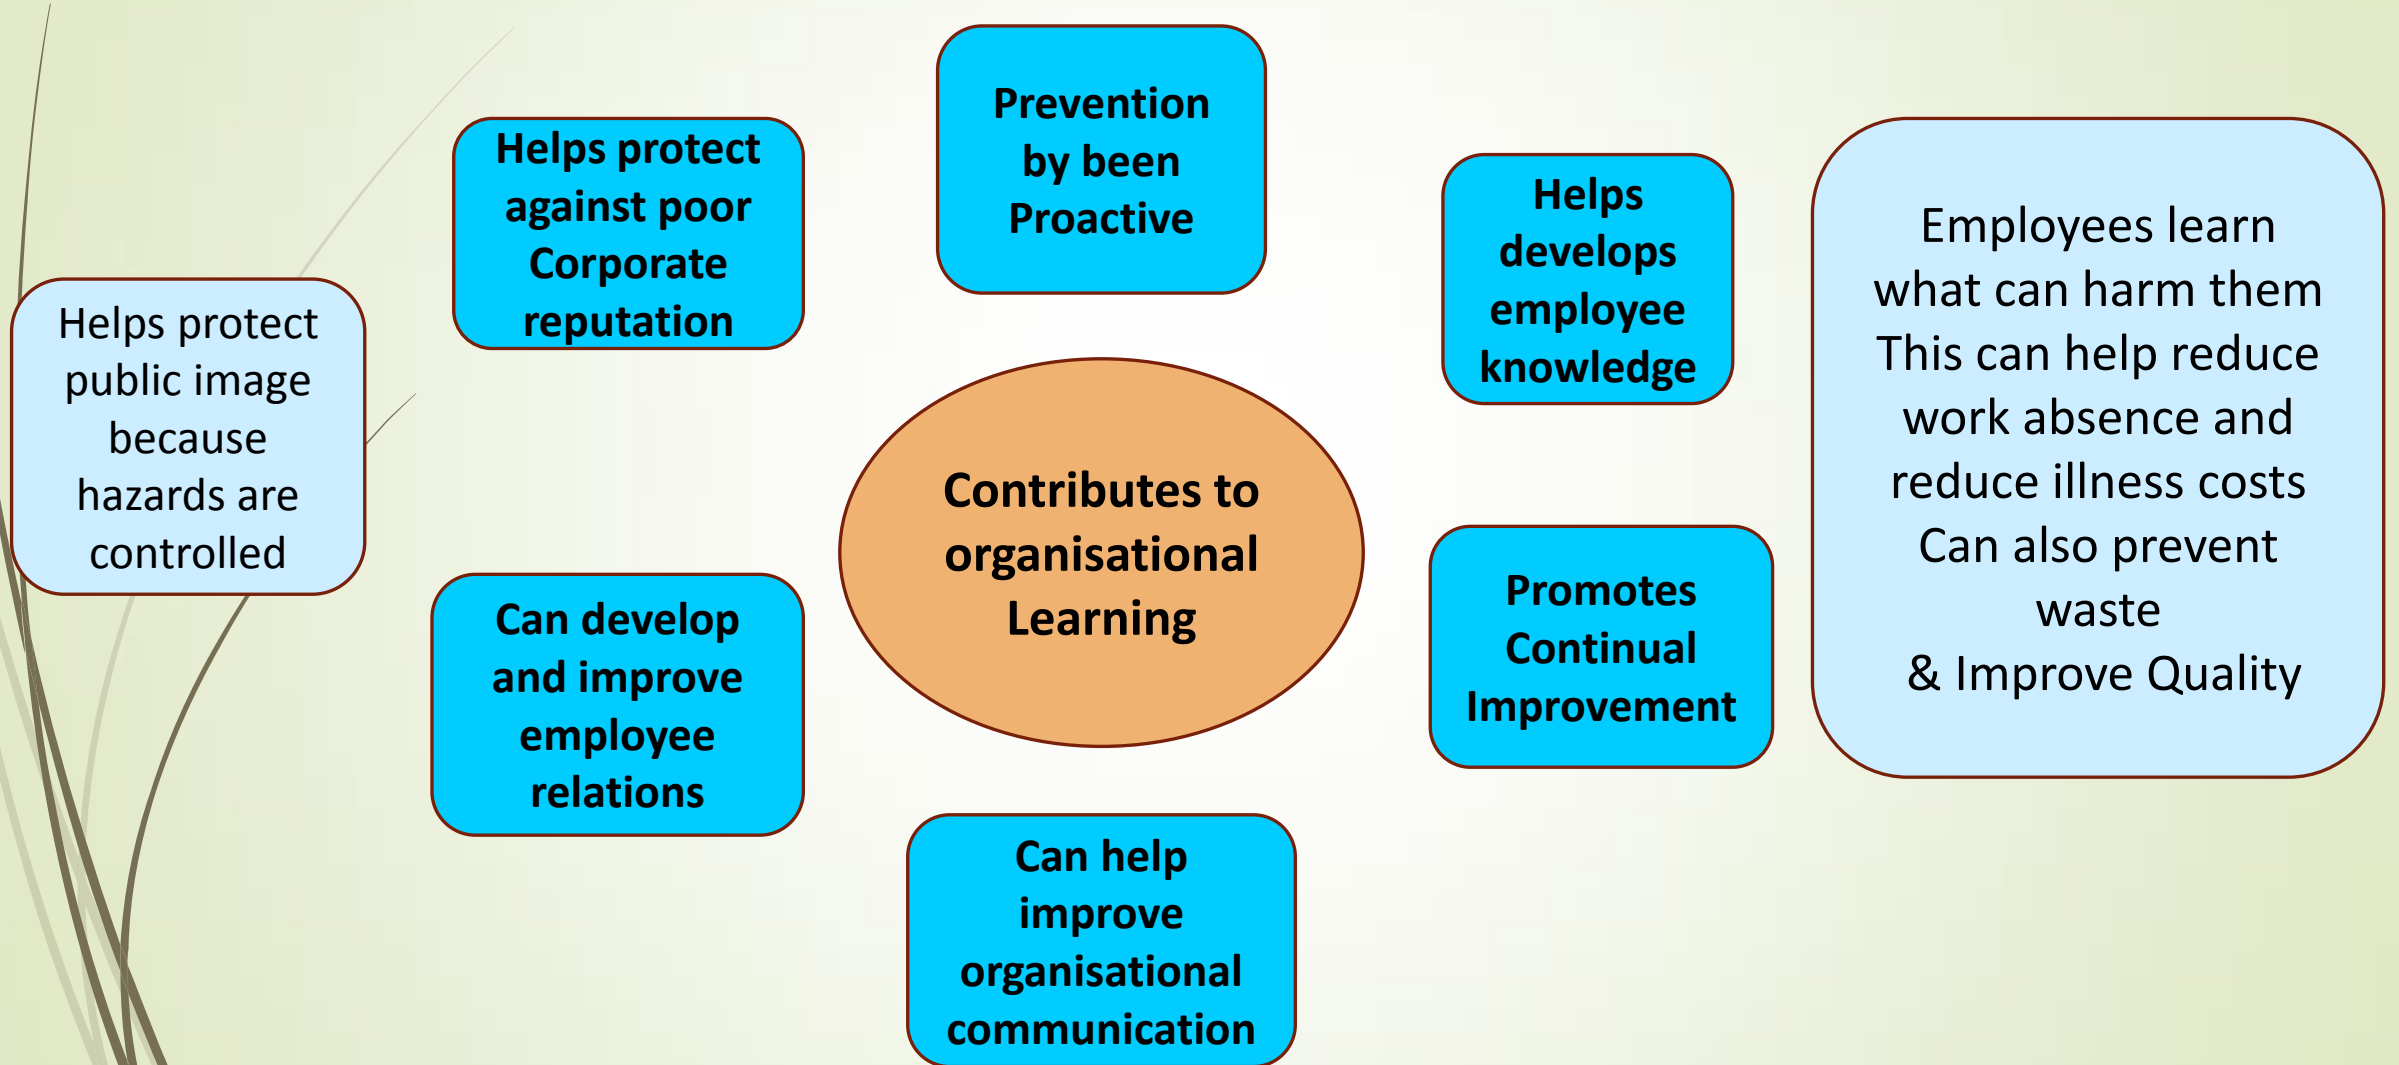 Helps protect
public image
because
hazards are
controlled
Helps protect
against poor
Corporate
reputation
Can develop
and improve
employee
relations
Prevention
by been
Proactive
Contributes to
organisational
Learning
Can help
improve
organisational
communication
Helps
develops
employee
knowledge
Promotes
Continual
Improvement
Employees learn
what can harm them
This can help reduce
work absence and
reduce illness costs
Can also prevent
waste
& Improve Quality